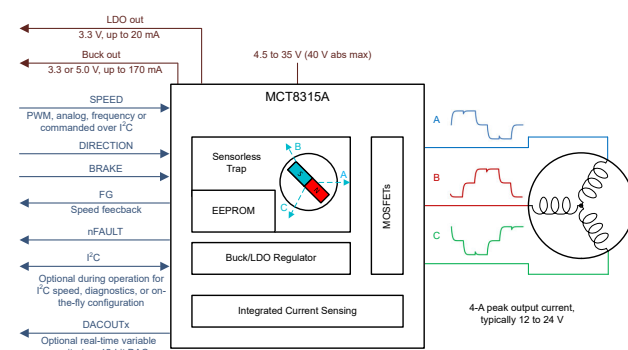 LDO out
3.3 V, up to 20 mA
Buck out
3.3 or 5.0 V, up to 170 mA
4.5 to 35 V (40 V abs max)
SPEED
PWM, analog, frequency or
commanded over I²C
DIRECTION
BRAKE
FG
Speed feecback
nFAULT
I²C
Optional during operation for
I²C speed, diagnostics, or on-
the-fly configuration
DACOUTx
Optional real-time variable
MCT8315A
Sensorless
Trap
B
A
C
N
EEPROM
MOSFETs
Buck/LDO Regulator
Integrated Current Sensing
A
B
C
4-A peak output current,
typically 12 to 24 V